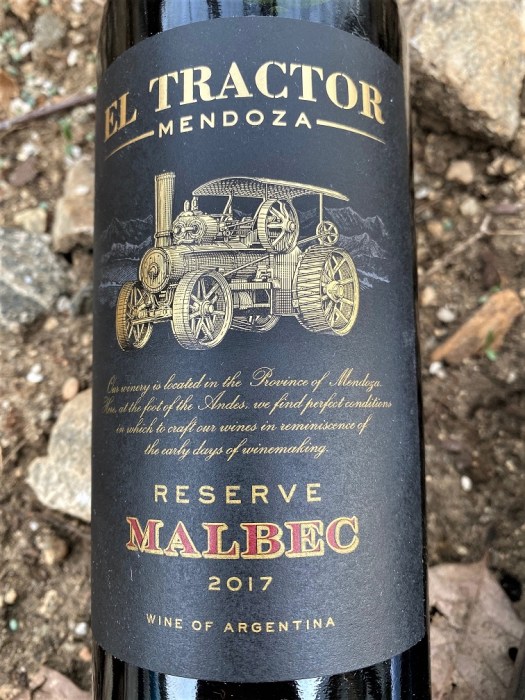 EL TRACTOR
MENDOZA
Our winery is located in the Province of Mendoza.
Here, at the foot of the Andes, we find perfect conditions
in which to craft our wines in reminiscence of
the early days of winemaking.
RESERVE
MALBEC
2017
WINE OF ARGENTINA